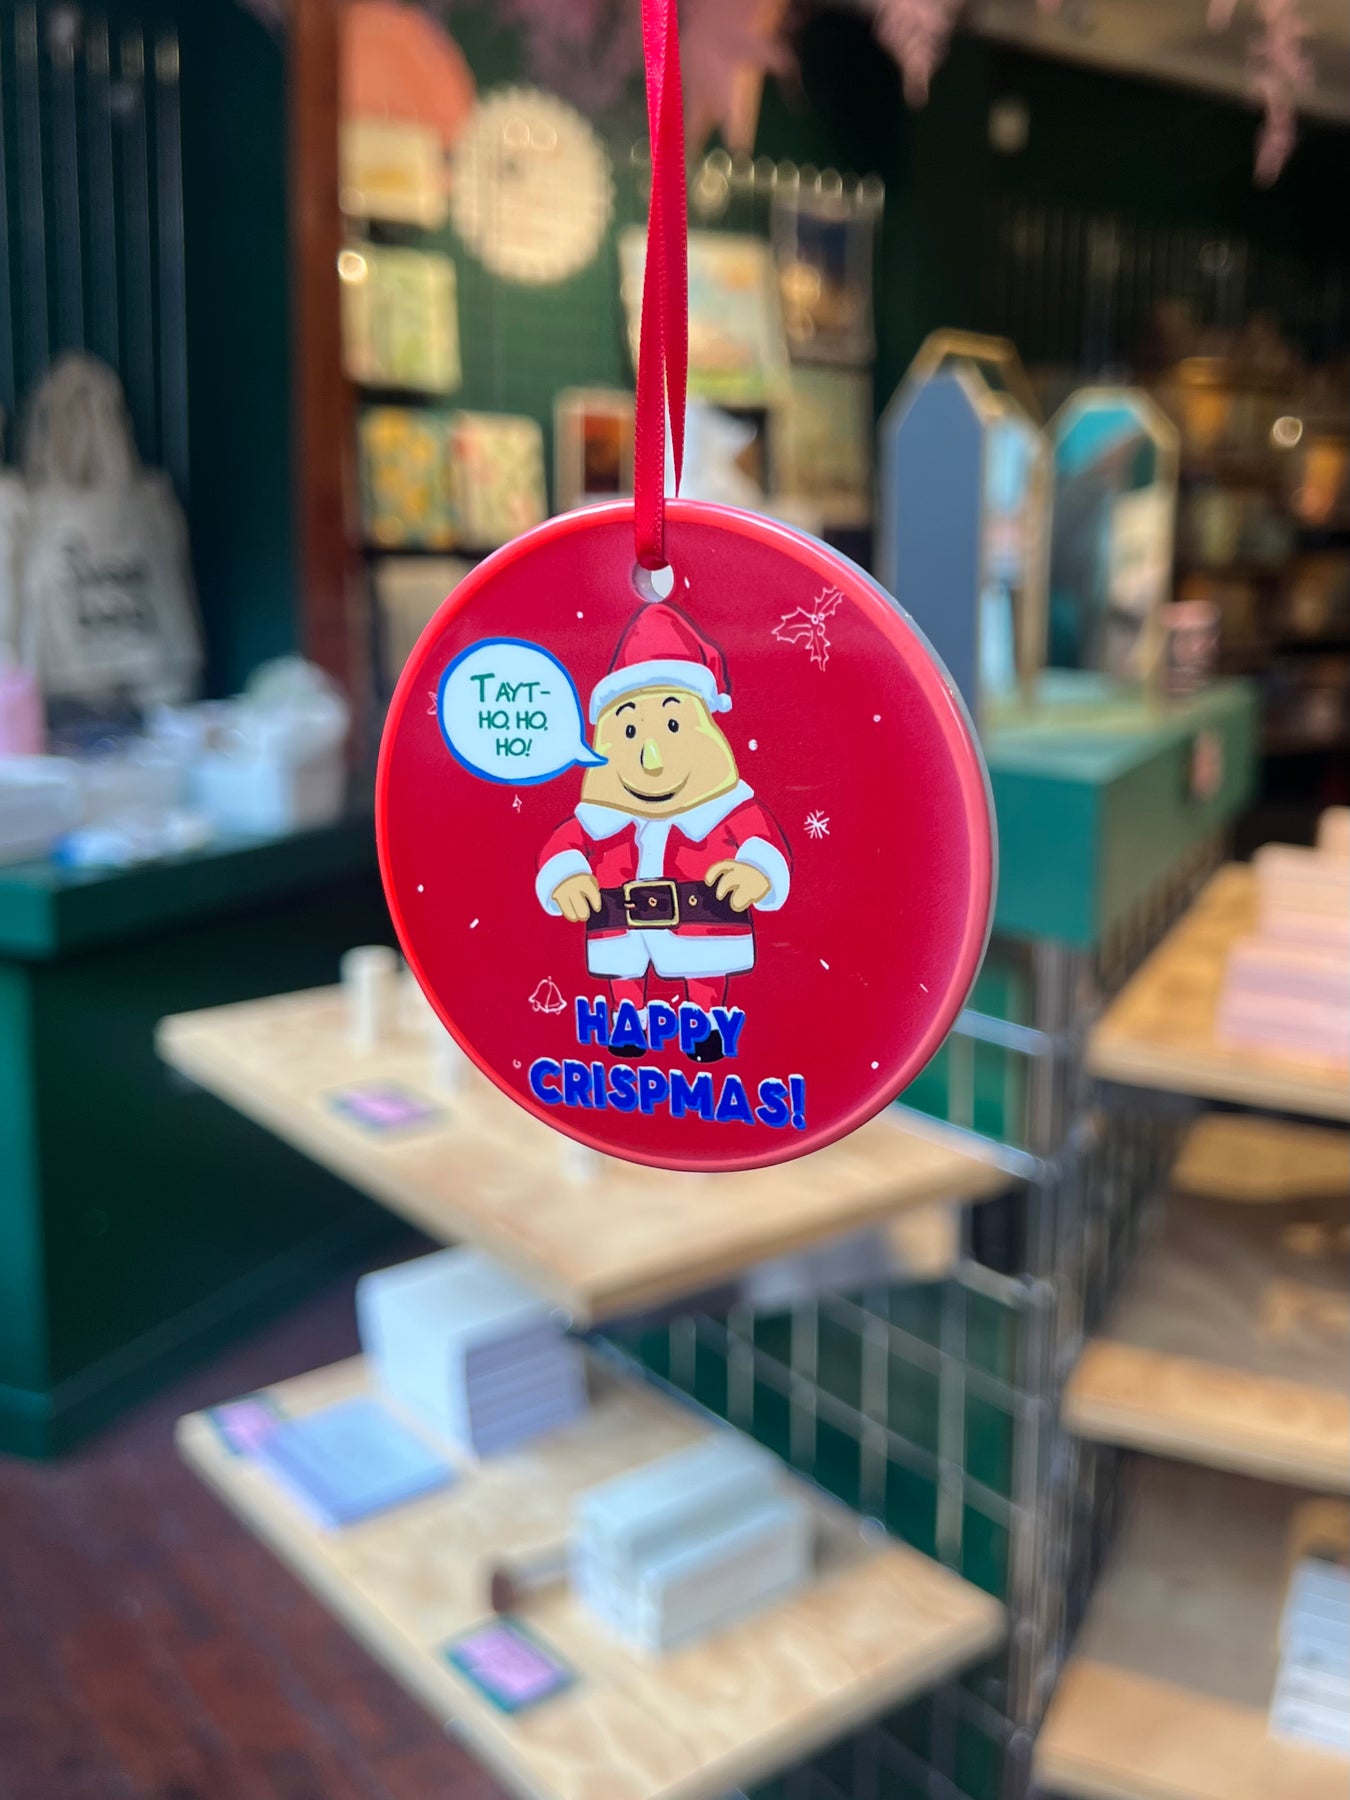 TAYT-
HO, HO,
HO!
HAPPY
CRISPMAS!